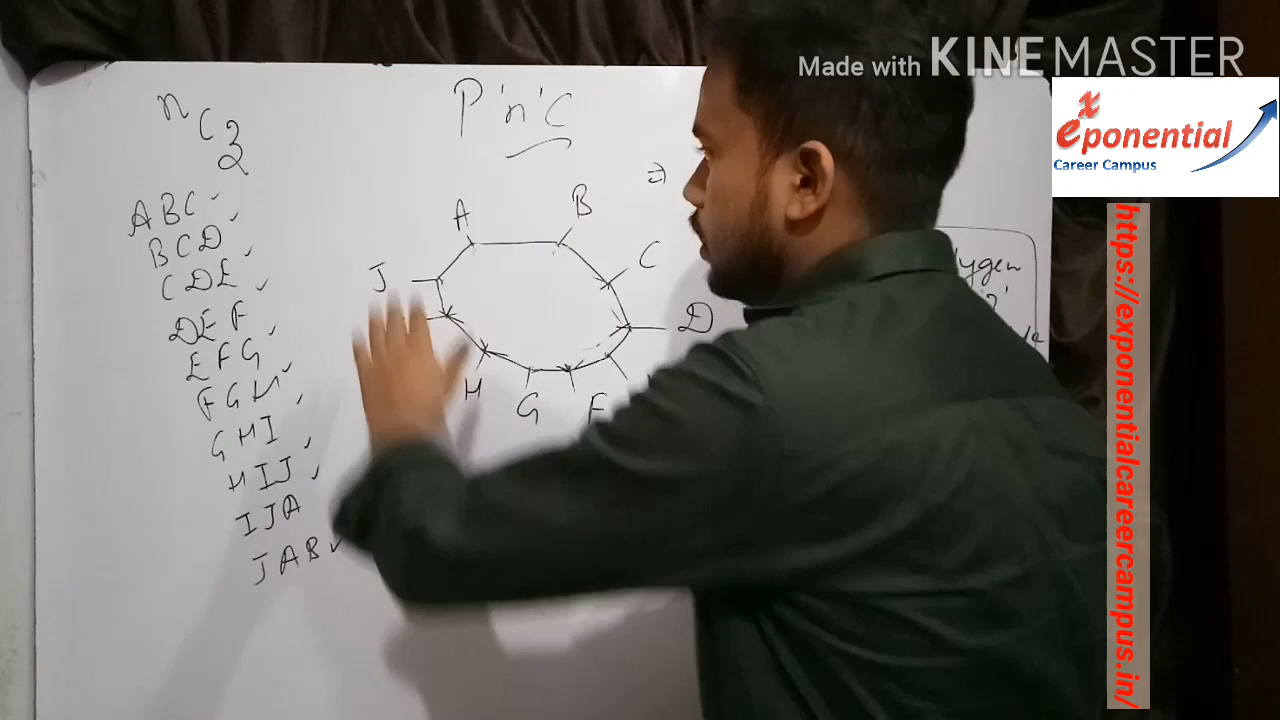 Made with KINEMASTER
exponential
Career Campus
https://exponentialcareercampus.in/
P 'n' C
nC3
ABC ✓
BCD ✓
CDE ✓
DEF ✓
EFG ✓
FGH ✓
GHI ✓
HIJ ✓
IJA ✓
JAB ✓
A
B
C
D
F
G
H
J
⇒